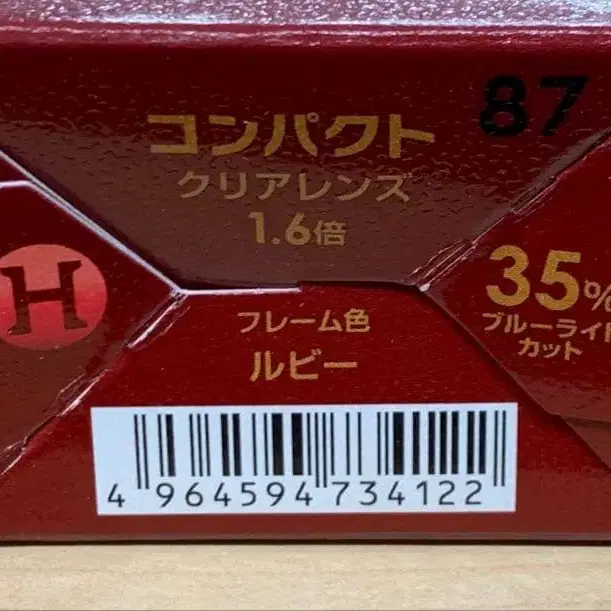 87
コンパクト
クリアレンズ
1.6倍
H
35%
ブルーライト
カット
フレーム色
ルビー
4 964594 734122